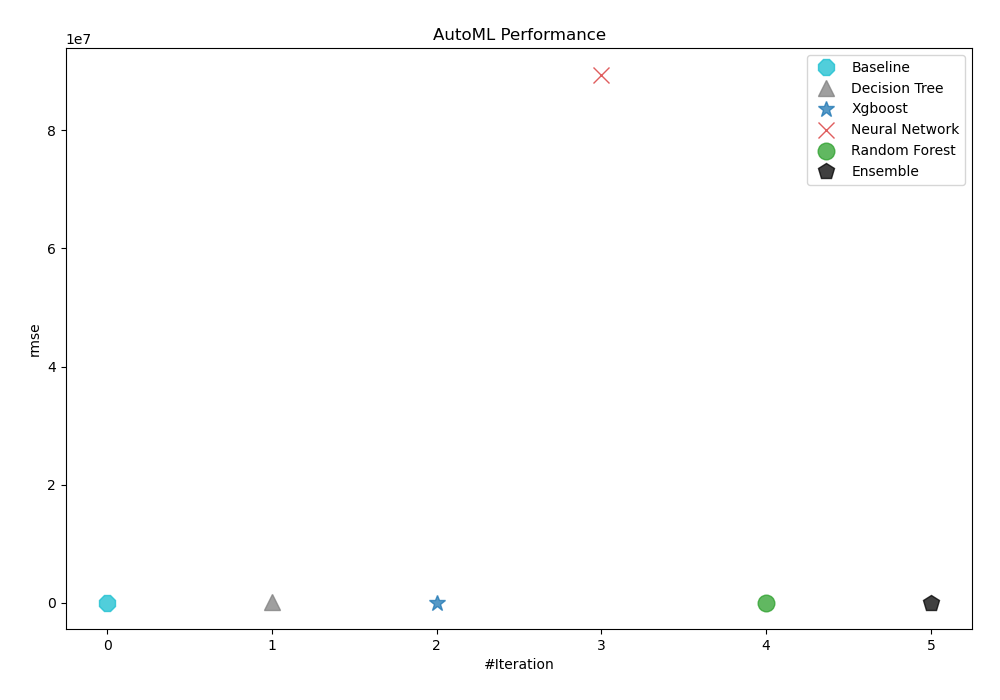 AutoML Performance
1e7
Baseline
Decision Tree
Xgboost
Neural Network
Random Forest
Ensemble
8
6
4
2
0
rmse
0 1 2 3 4 5
#Iteration